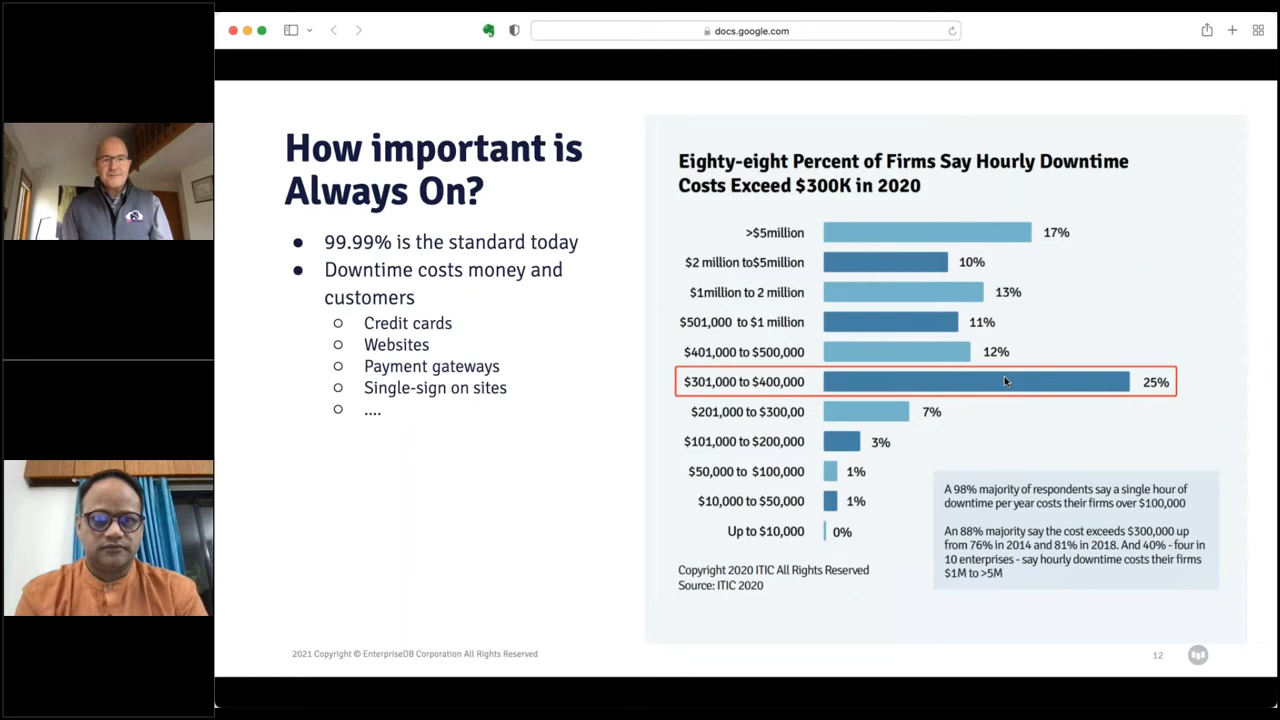 docs.google.com
How important is
Always On?
● 99.99% is the standard today
● Downtime costs money and
customers
○ Credit cards
○ Websites
○ Payment gateways
○ Single-sign on sites
○ ....
Eighty-eight Percent of Firms Say Hourly Downtime
Costs Exceed $300K in 2020
>$5million 17%
$2 million to$5million 10%
$1million to 2 million 13%
$501,000 to $1 million 11%
$401,000 to $500,000 12%
$301,000 to $400,000 25%
$201,000 to $300,00 7%
$101,000 to $200,000 3%
$50,000 to $100,000 1%
$10,000 to $50,000 1%
Up to $10,000 0%
A 98% majority of respondents say a single hour of
downtime per year costs their firms over $100,000
An 88% majority say the cost exceeds $300,000 up
from 76% in 2014 and 81% in 2018. And 40% - four in
10 enterprises - say hourly downtime costs their firms
$1M to >5M
Copyright 2020 ITIC All Rights Reserved
Source: ITIC 2020
2021 Copyright © EnterpriseDB Corporation All Rights Reserved
12